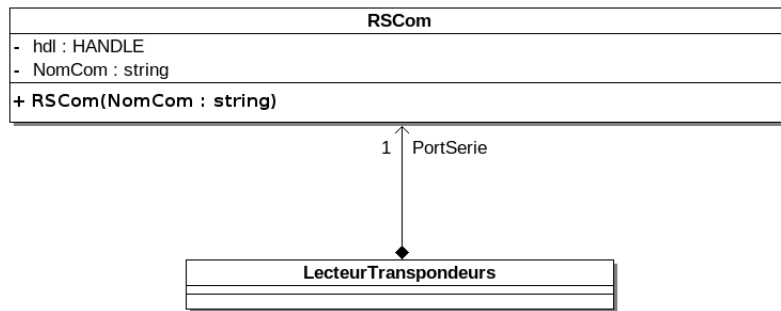 RSCom
- hdl : HANDLE
- NomCom : string
+ RSCom(NomCom : string)
1 PortSerie
LecteurTranspondeurs